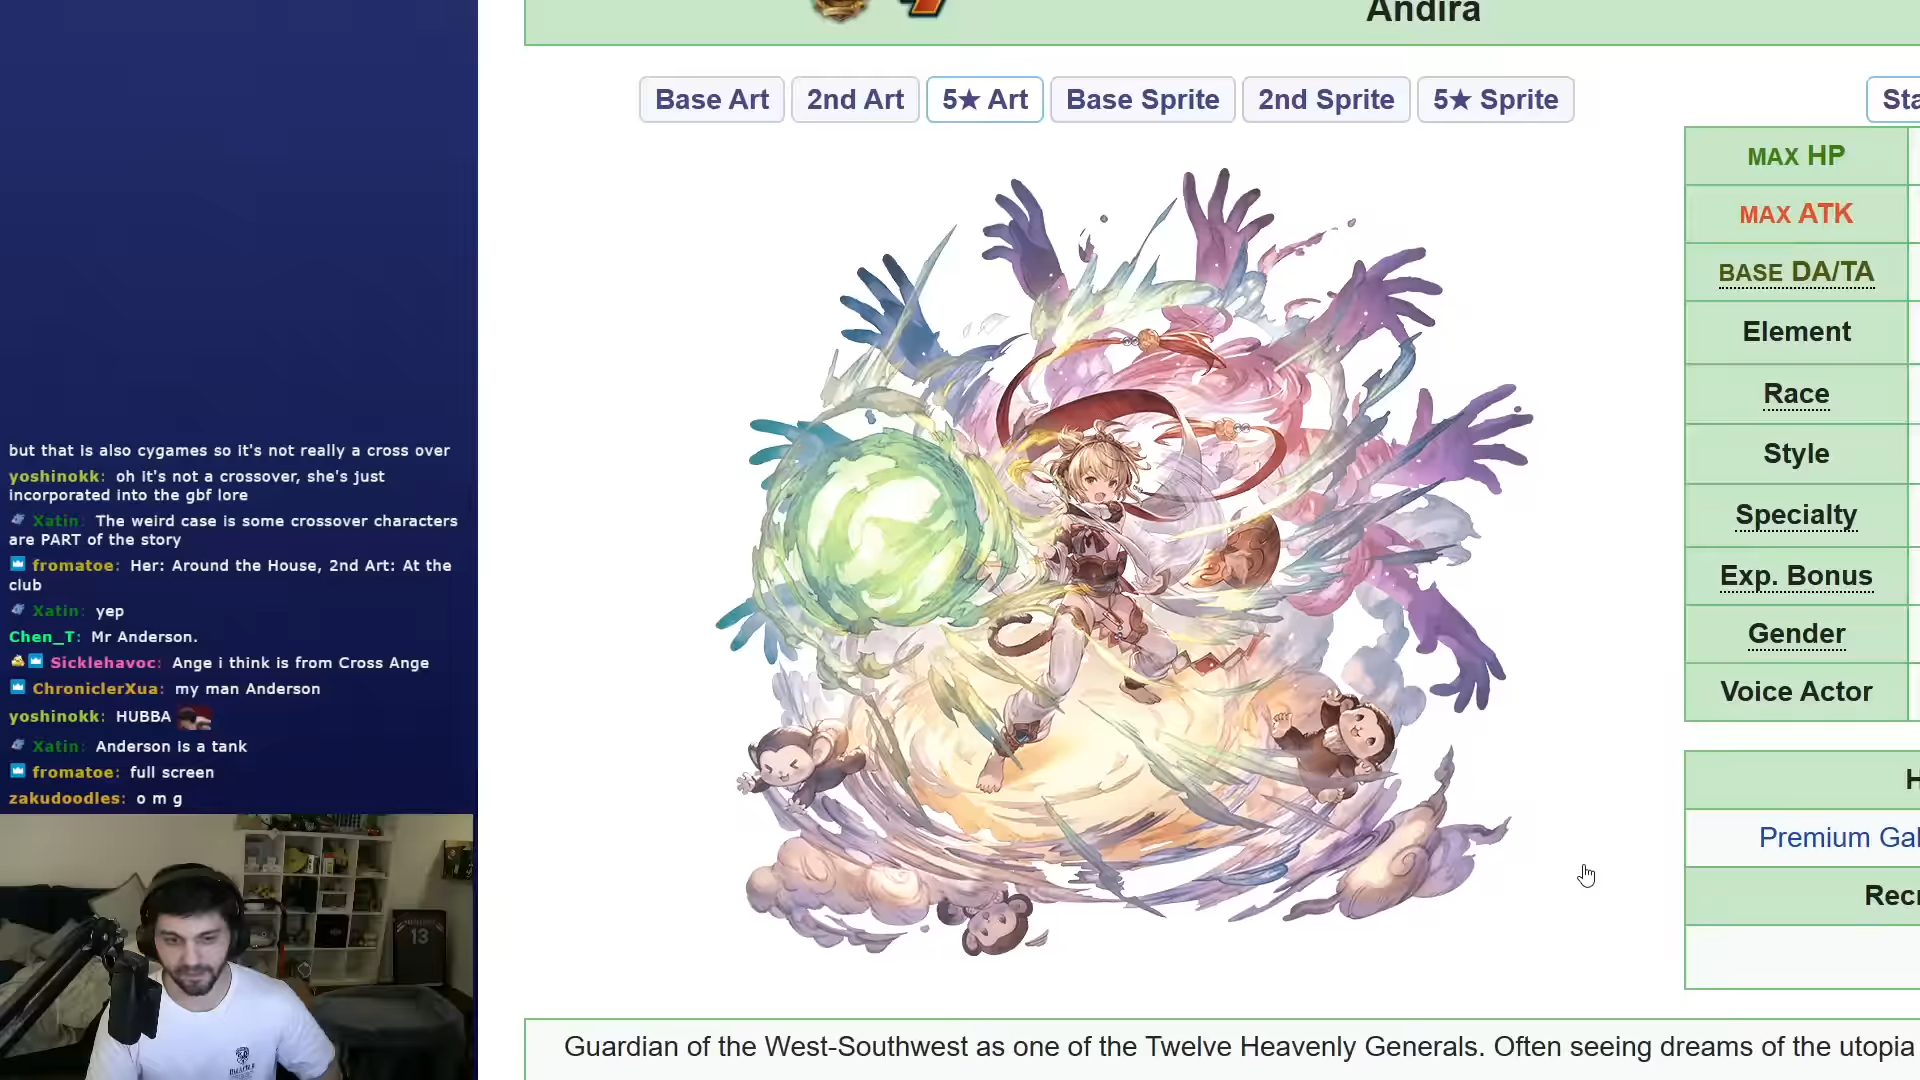 but that is also cygames so it's not really a cross over
yoshinokk: oh it's not a crossover, she's just
incorporated into the gbf lore
Xatin: The weird case is some crossover characters
are PART of the story
fromatoe: Her: Around the House, 2nd Art: At the
club
Xatin: yep
Chen_T: Mr Anderson.
Sicklehavoc: Ange i think is from Cross Ange
ChroniclerXua: my man Anderson
yoshinokk: HUBBA
Xatin: Anderson is a tank
fromatoe: full screen
zakudoodles: o m g
13
Andira
Base Art
2nd Art
5★ Art
Base Sprite
2nd Sprite
5★ Sprite
Sta
MAX HP
MAX ATK
BASE DA/TA
Element
Race
Style
Specialty
Exp. Bonus
Gender
Voice Actor
H
Premium Gal
Recr
Guardian of the West-Southwest as one of the Twelve Heavenly Generals. Often seeing dreams of the utopia